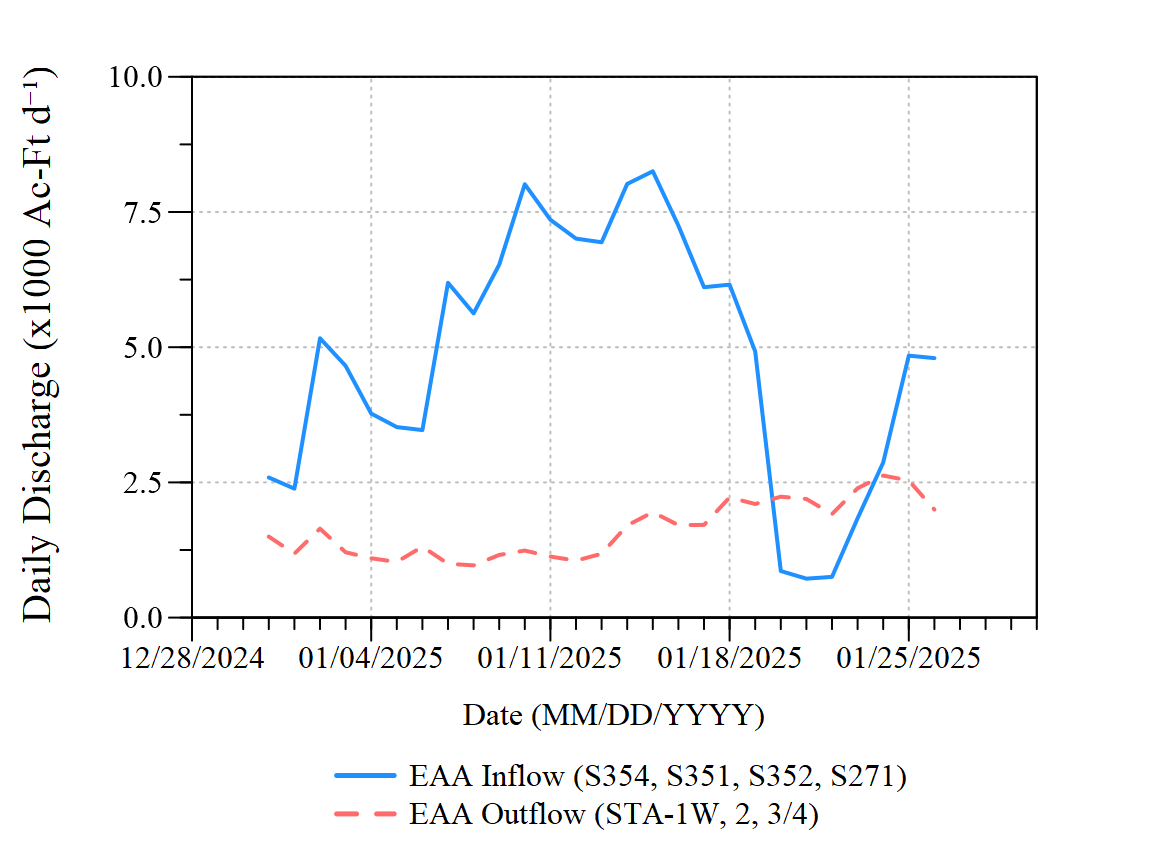 Daily Discharge (x1000 Ac-Ft d⁻¹)
10.0
7.5
5.0
2.5
0.0
12/28/2024 01/04/2025 01/11/2025 01/18/2025 01/25/2025
Date (MM/DD/YYYY)
EAA Inflow (S354, S351, S352, S271)
EAA Outflow (STA-1W, 2, 3/4)